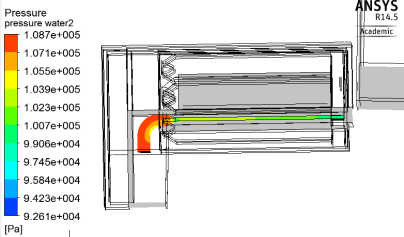 Pressure
pressure water2
1.087e+005
1.071e+005
1.055e+005
1.039e+005
1.023e+005
1.007e+005
9.906e+004
9.745e+004
9.584e+004
9.423e+004
9.261e+004
[Pa]
ANSYS
R14.5
Academic